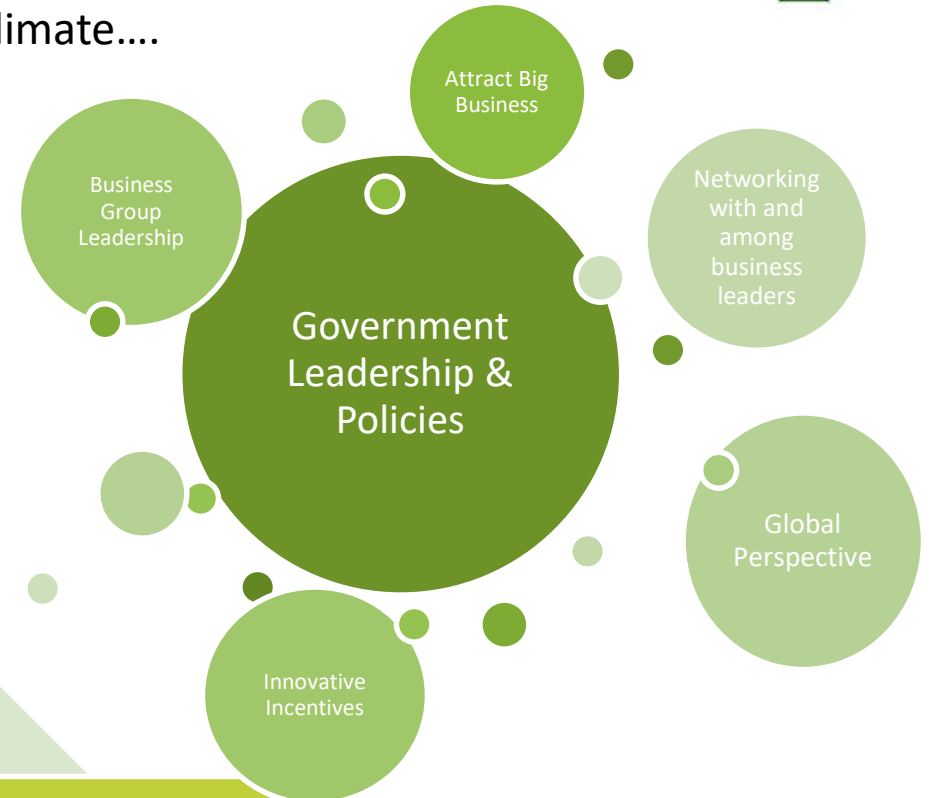 limate….
Attract Big
Business
Business
Group
Leadership
Networking
with and
among
business
leaders
Government
Leadership &
Policies
Global
Perspective
Innovative
Incentives